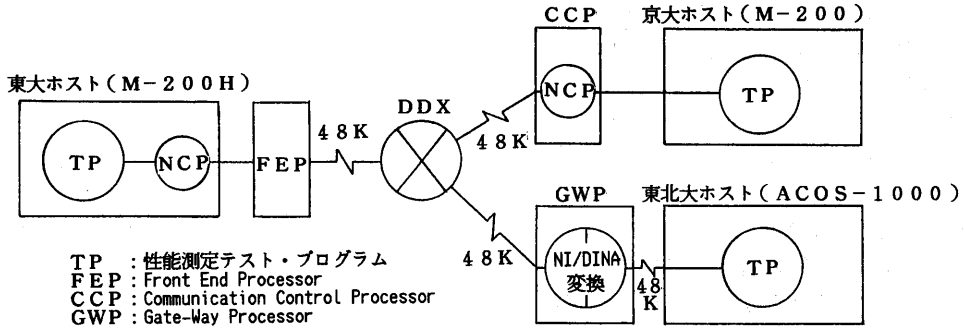 CCP
京大ホスト(M-200)
東大ホスト(M-200H)
DDX
NCP
TP
48K
48K
TP
NCP
FEP
GWP
東北大ホスト(ACOS-1000)
48K
NI/DINA
変換
48
K
TP
TP :性能測定テスト・プログラム
FEP:Front End Processor
CCP:Communication Control Processor
GWP:Gate-Way Processor